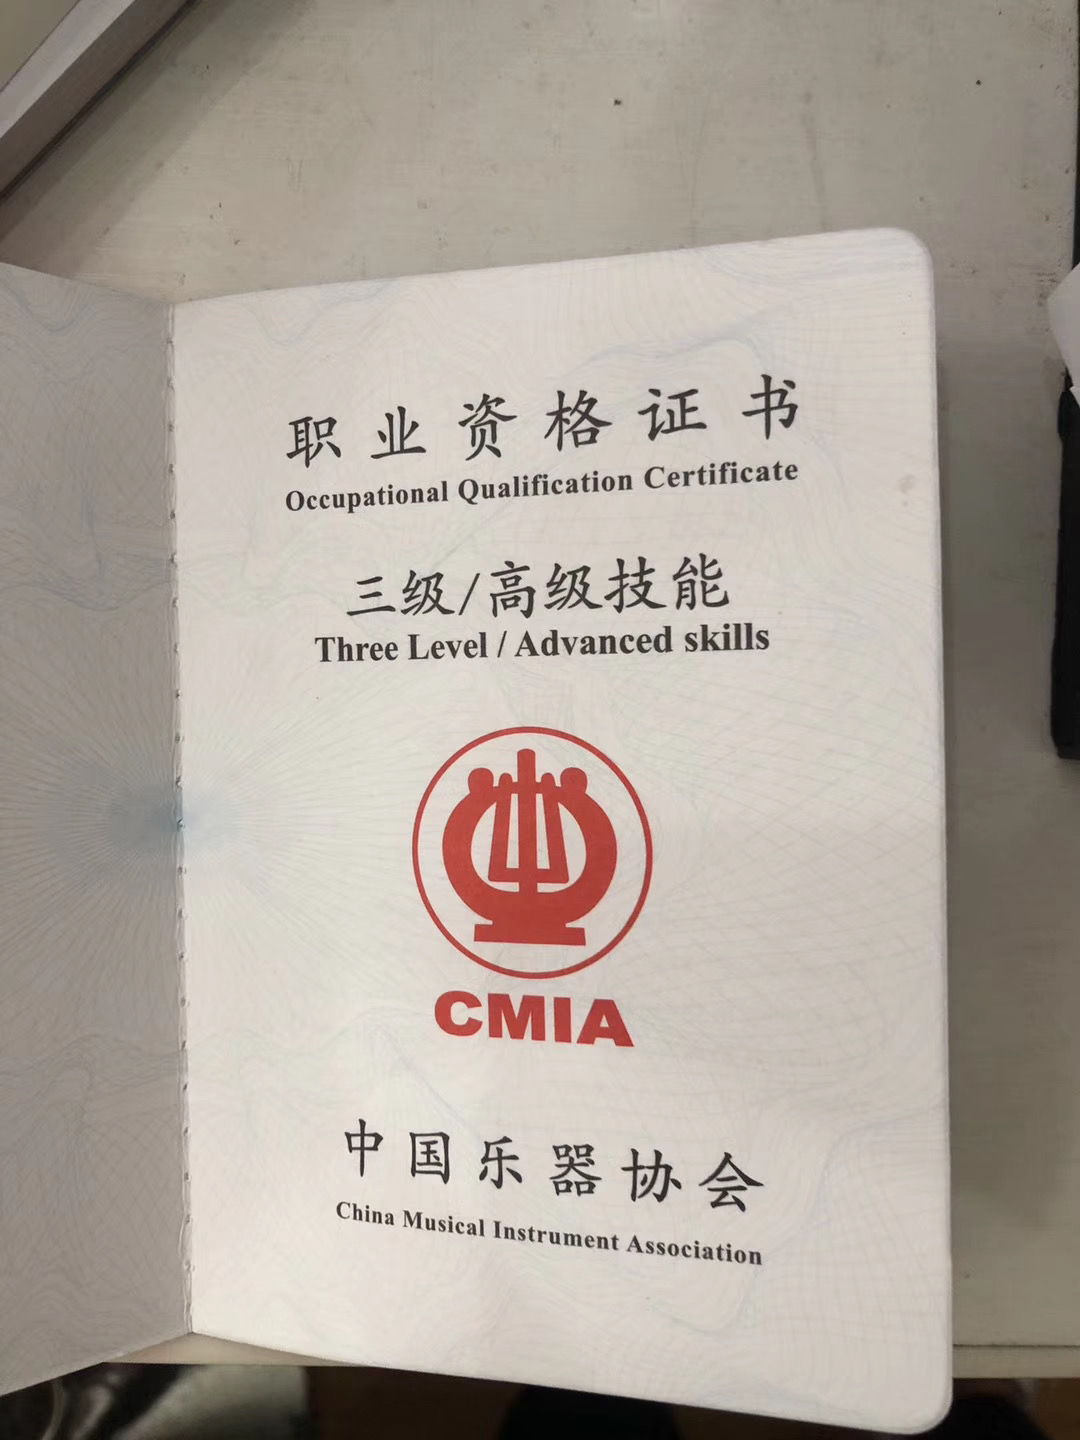 职业资格证书
Occupational Qualification Certificate
三级/高级技能
Three Level / Advanced skills
CMIA
中国乐器协会
China Musical Instrument Association